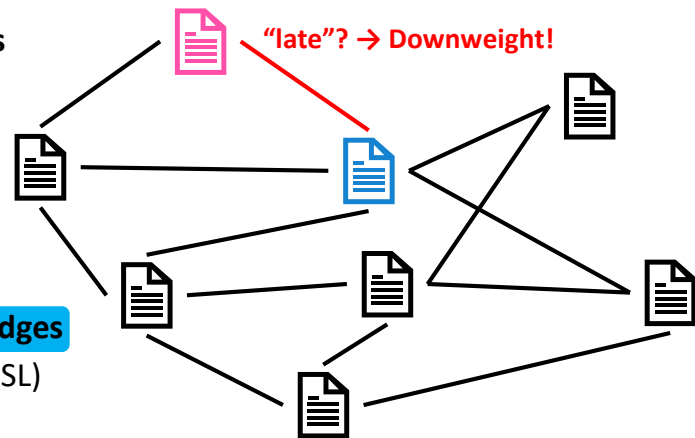 s
“late”? → Downweight!
dges
SL)